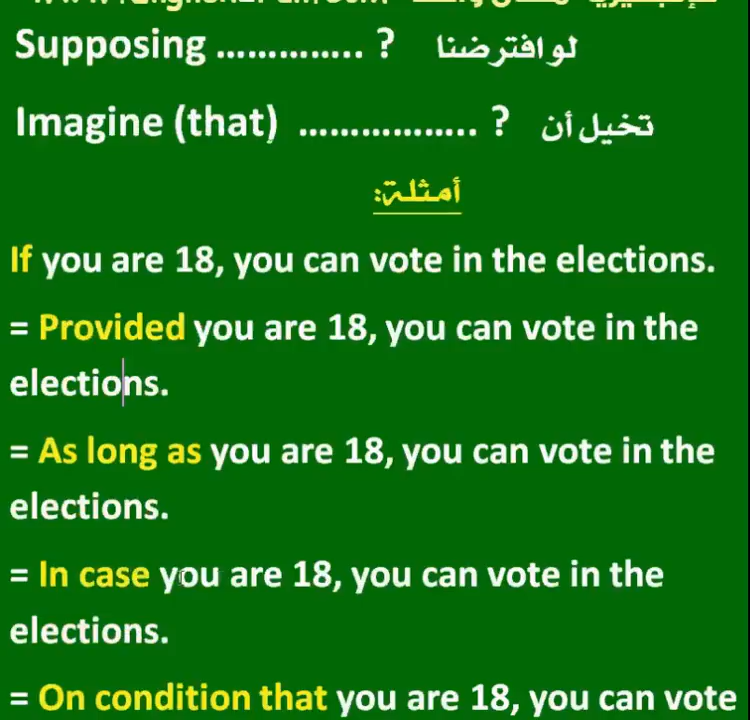 Supposing .............. ? لو افترضنا
Imagine (that) ................. ? تخيل أن
أمثلة:
If you are 18, you can vote in the elections.
= Provided you are 18, you can vote in the
elections.
= As long as you are 18, you can vote in the
elections.
= In case you are 18, you can vote in the
elections.
= On condition that you are 18, you can vote